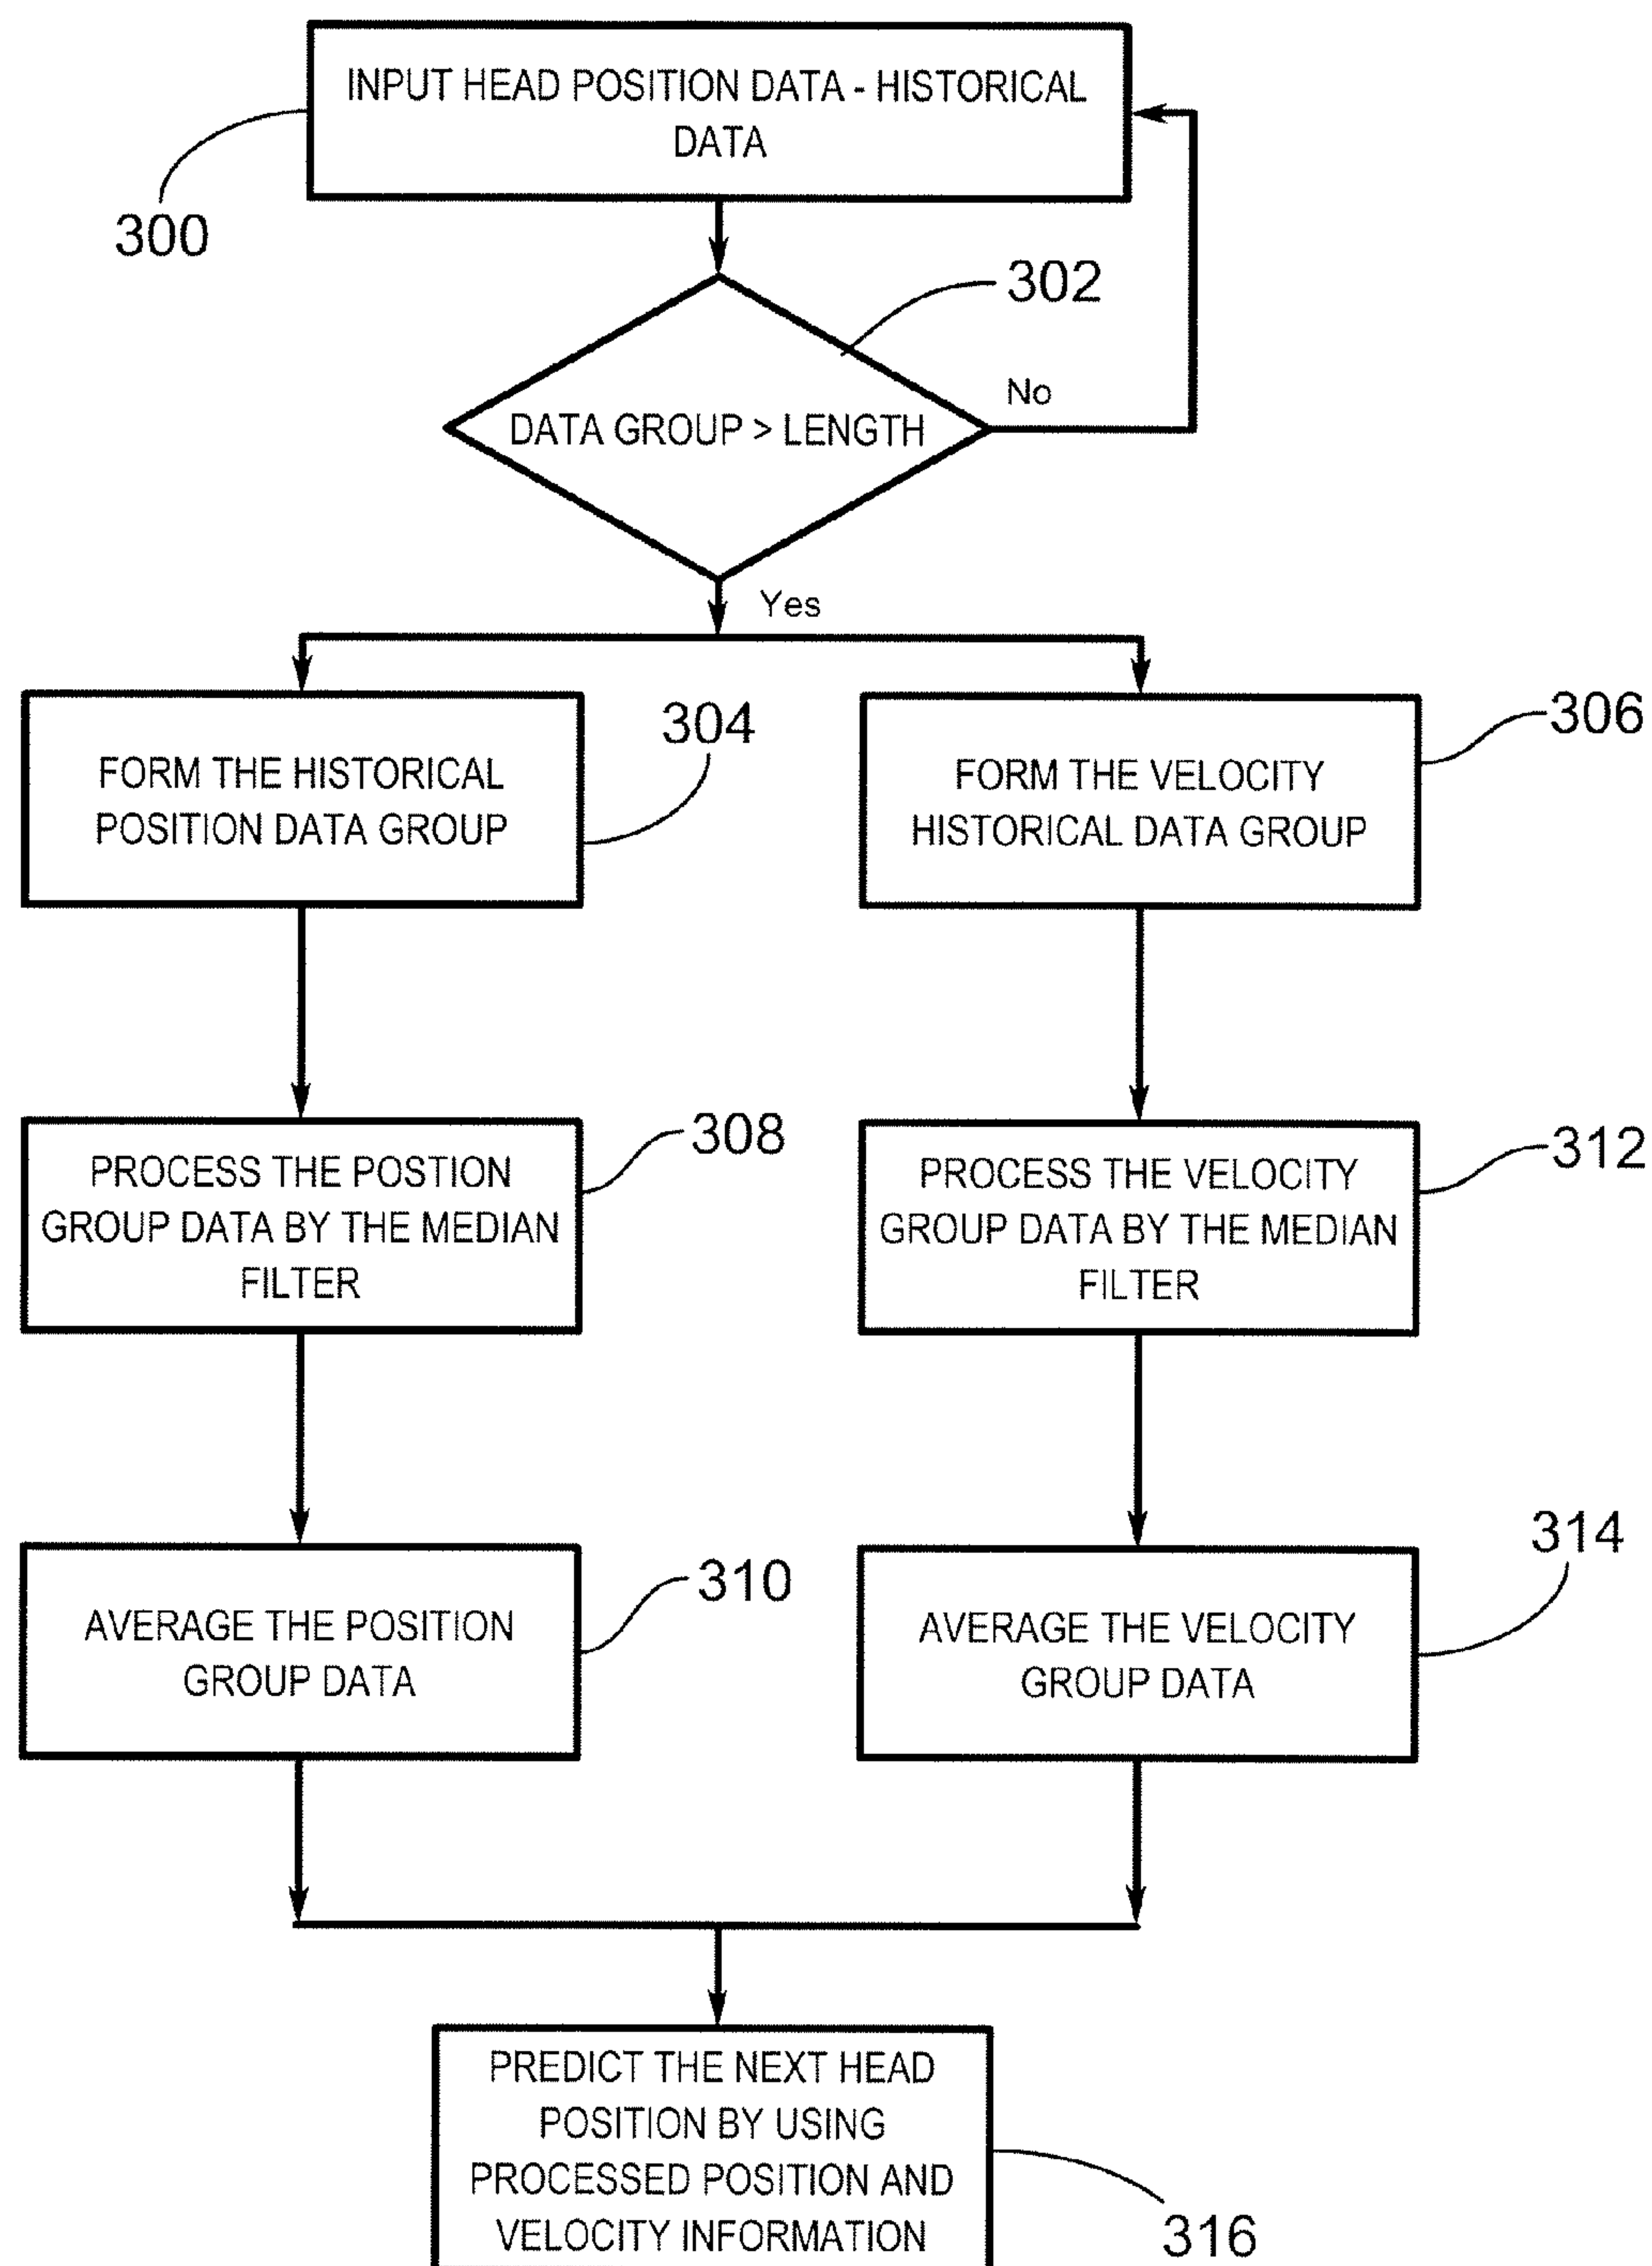 INPUT HEAD POSITION DATA - HISTORICAL
DATA
300
302
DATA GROUP > LENGTH
No
Yes
FORM THE HISTORICAL
POSITION DATA GROUP
304
FORM THE VELOCITY
HISTORICAL DATA GROUP
306
PROCESS THE POSTION
GROUP DATA BY THE MEDIAN
FILTER
308
PROCESS THE VELOCITY
GROUP DATA BY THE MEDIAN
FILTER
312
AVERAGE THE POSITION
GROUP DATA
310
AVERAGE THE VELOCITY
GROUP DATA
314
PREDICT THE NEXT HEAD
POSITION BY USING
PROCESSED POSITION AND
VELOCITY INFORMATION
316